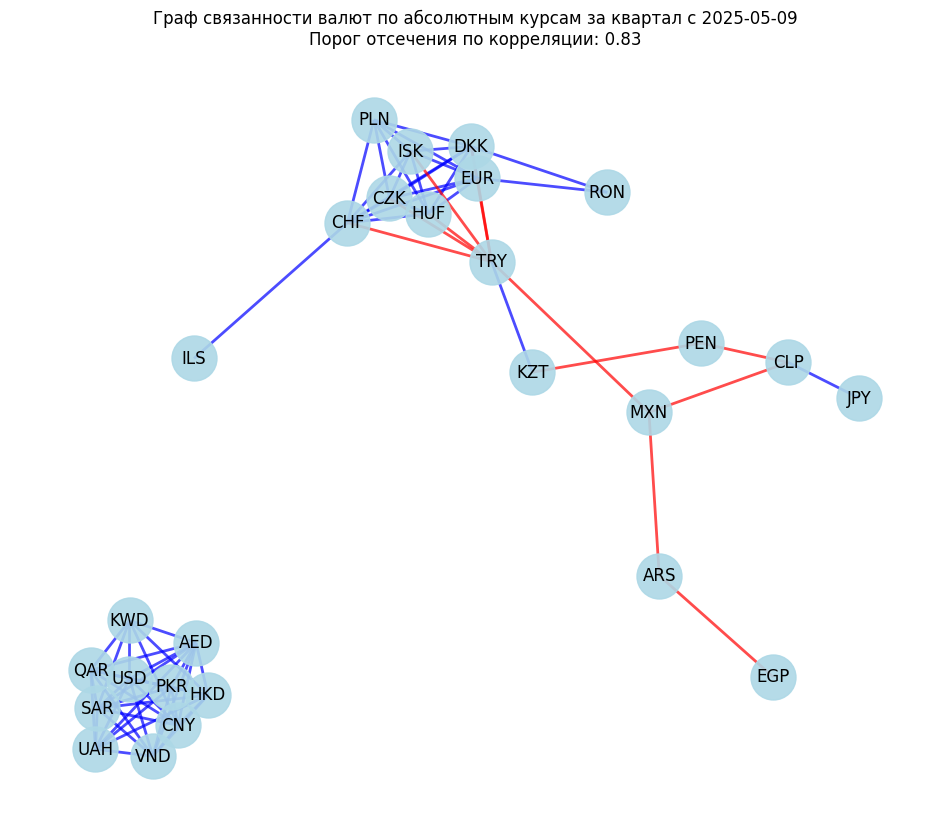 Граф связанности валют по абсолютным курсам за квартал с 2025-05-09
Порог отсечения по корреляции: 0.83
PLN
ISK
DKK
EUR
CZK
RON
CHF
HUF
TRY
ILS
KZT
PEN
CLP
JPY
MXN
ARS
EGP
KWD
AED
QAR
USD
PKR
HKD
SAR
CNY
UAH
VND